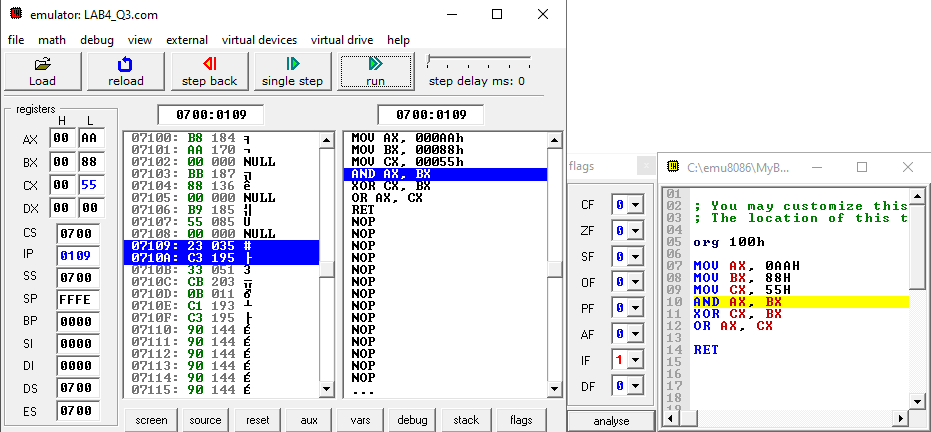 emulator: LAB4_Q3.com
file math debug view external virtual devices virtual drive help
Load reload step back single step run step delay ms: 0
registers
H L
AX 00 AA
BX 00 88
CX 00 55
DX 00 00
CS 0700
IP 0109
SS 0700
SP FFFE
BP 0000
SI 0000
DI 0000
DS 0700
ES 0700
0700:0109
07100: B8 184 ╕
07101: AA 170 ¬
07102: 00 000 NULL
07103: BB 187 ╗
07104: 88 136 ê
07105: 00 000 NULL
07106: B9 185 ╣
07107: 55 085 U
07108: 00 000 NULL
07109: 23 035 #
0710A: C3 195 ├
0710B: 33 051 3
0710C: CB 203 ╦
0710D: 0B 011 ♂
0710E: C1 193 ┴
0710F: C3 195 ├
07110: 90 144 É
07111: 90 144 É
07112: 90 144 É
07113: 90 144 É
07114: 90 144 É
07115: 90 144 É
0700:0109
MOV AX, 000AAh
MOV BX, 00088h
MOV CX, 00055h
AND AX, BX
XOR CX, BX
OR AX, CX
RET
NOP
NOP
NOP
NOP
NOP
NOP
NOP
NOP
NOP
NOP
NOP
NOP
NOP
NOP
...
screen source reset aux vars debug stack flags
flags
CF 0
ZF 0
SF 0
OF 0
PF 0
AF 0
IF 1
DF 0
analyse
C:\emu8086\MyB...
01
02 ; You may customize this
03 ; The location of this t
04
05 org 100h
06
07 MOV AX, 0AAH
08 MOV BX, 88H
09 MOV CX, 55H
10 AND AX, BX
11 XOR CX, BX
12 OR AX, CX
13
14 RET
15
16
17
18